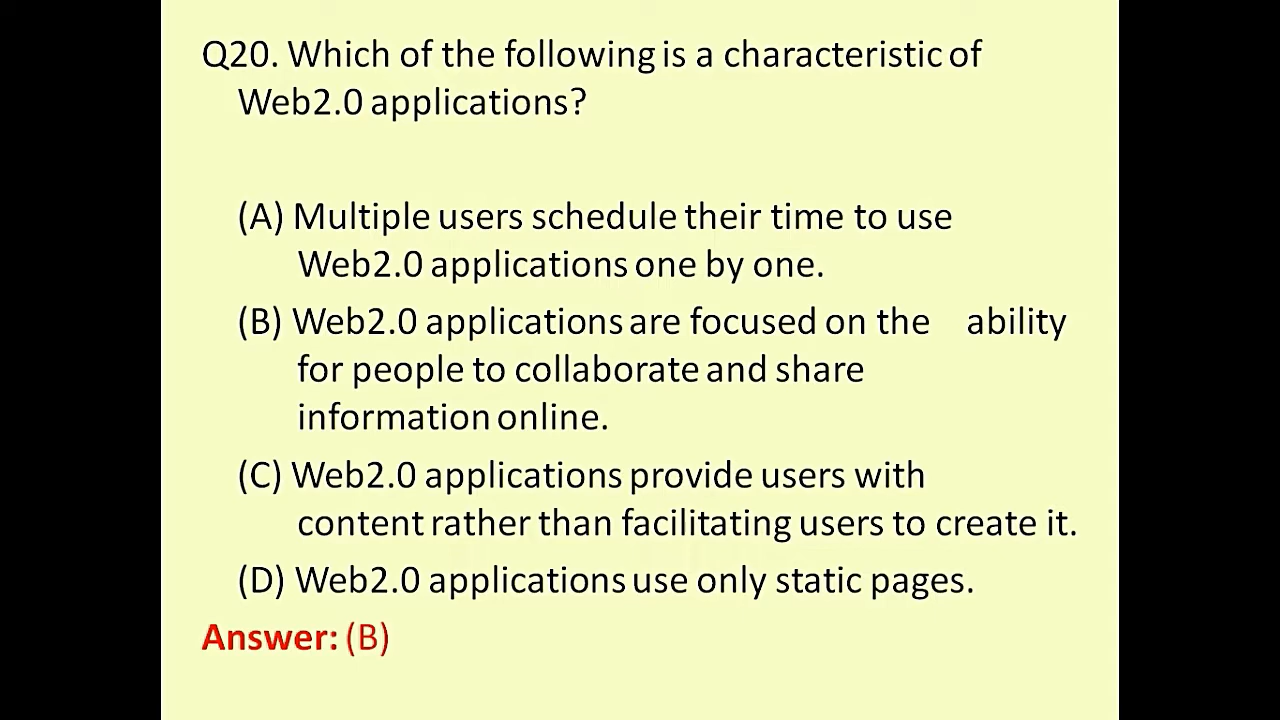 Q20. Which of the following is a characteristic of
Web2.0 applications?
(A) Multiple users schedule their time to use
Web2.0 applications one by one.
(B) Web2.0 applications are focused on the ability
for people to collaborate and share
information online.
(C) Web2.0 applications provide users with
content rather than facilitating users to create it.
(D) Web2.0 applications use only static pages.
Answer: (B)